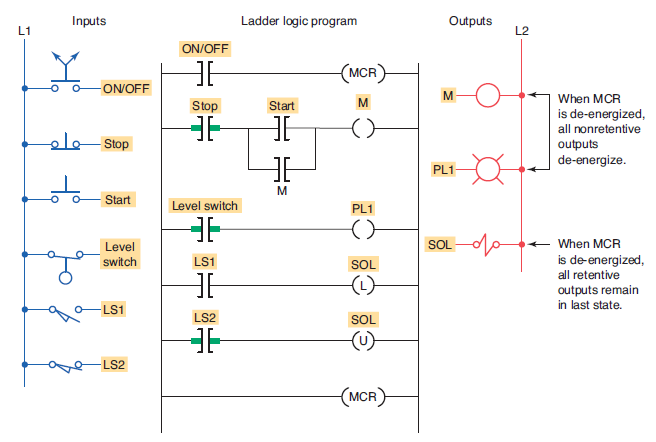 Inputs
Ladder logic program
Outputs
L1
L2
ON/OFF
ON/OFF
MCR
Stop
Start
M
M
Stop
M
Start
Level switch
PL1
PL1
Level
switch
LS1
SOL
L
SOL
LS1
LS2
SOL
U
LS2
MCR
When MCR
is de-energized,
all nonretentive
outputs
de-energize.
When MCR
is de-energized,
all retentive
outputs remain
in last state.